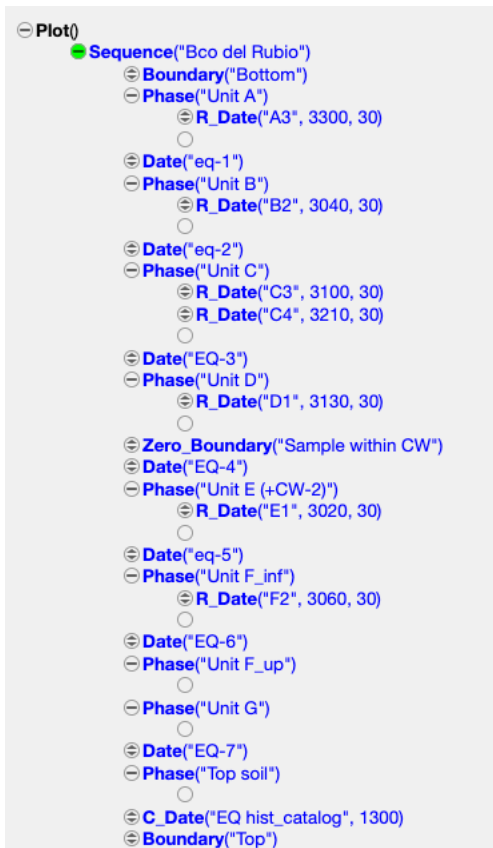 Plot()
Sequence("Bco del Rubio")
Boundary("Bottom")
Phase("Unit A")
R_Date("A3", 3300, 30)
Date("eq-1")
Phase("Unit B")
R_Date("B2", 3040, 30)
Date("eq-2")
Phase("Unit C")
R_Date("C3", 3100, 30)
R_Date("C4", 3210, 30)
Date("EQ-3")
Phase("Unit D")
R_Date("D1", 3130, 30)
Zero_Boundary("Sample within CW")
Date("EQ-4")
Phase("Unit E (+CW-2)")
R_Date("E1", 3020, 30)
Date("eq-5")
Phase("Unit F_inf")
R_Date("F2", 3060, 30)
Date("EQ-6")
Phase("Unit F_up")
Phase("Unit G")
Date("EQ-7")
Phase("Top soil")
C_Date("EQ hist_catalog", 1300)
Boundary("Top")